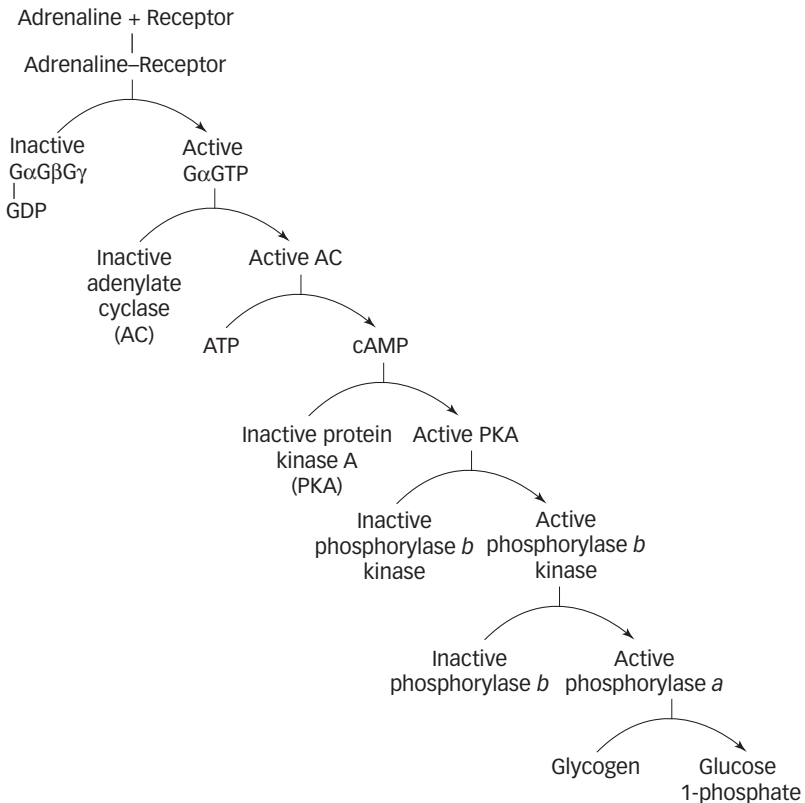 Adrenaline + Receptor
Adrenaline–Receptor
Inactive
GαGβGγ
GDP
Active
GαGTP
Inactive
adenylate
cyclase
(AC)
Active AC
ATP
cAMP
Inactive protein
kinase A
(PKA)
Active PKA
Inactive
phosphorylase b
kinase
Active
phosphorylase b
kinase
Inactive
phosphorylase b
Active
phosphorylase a
Glycogen
Glucose
1-phosphate